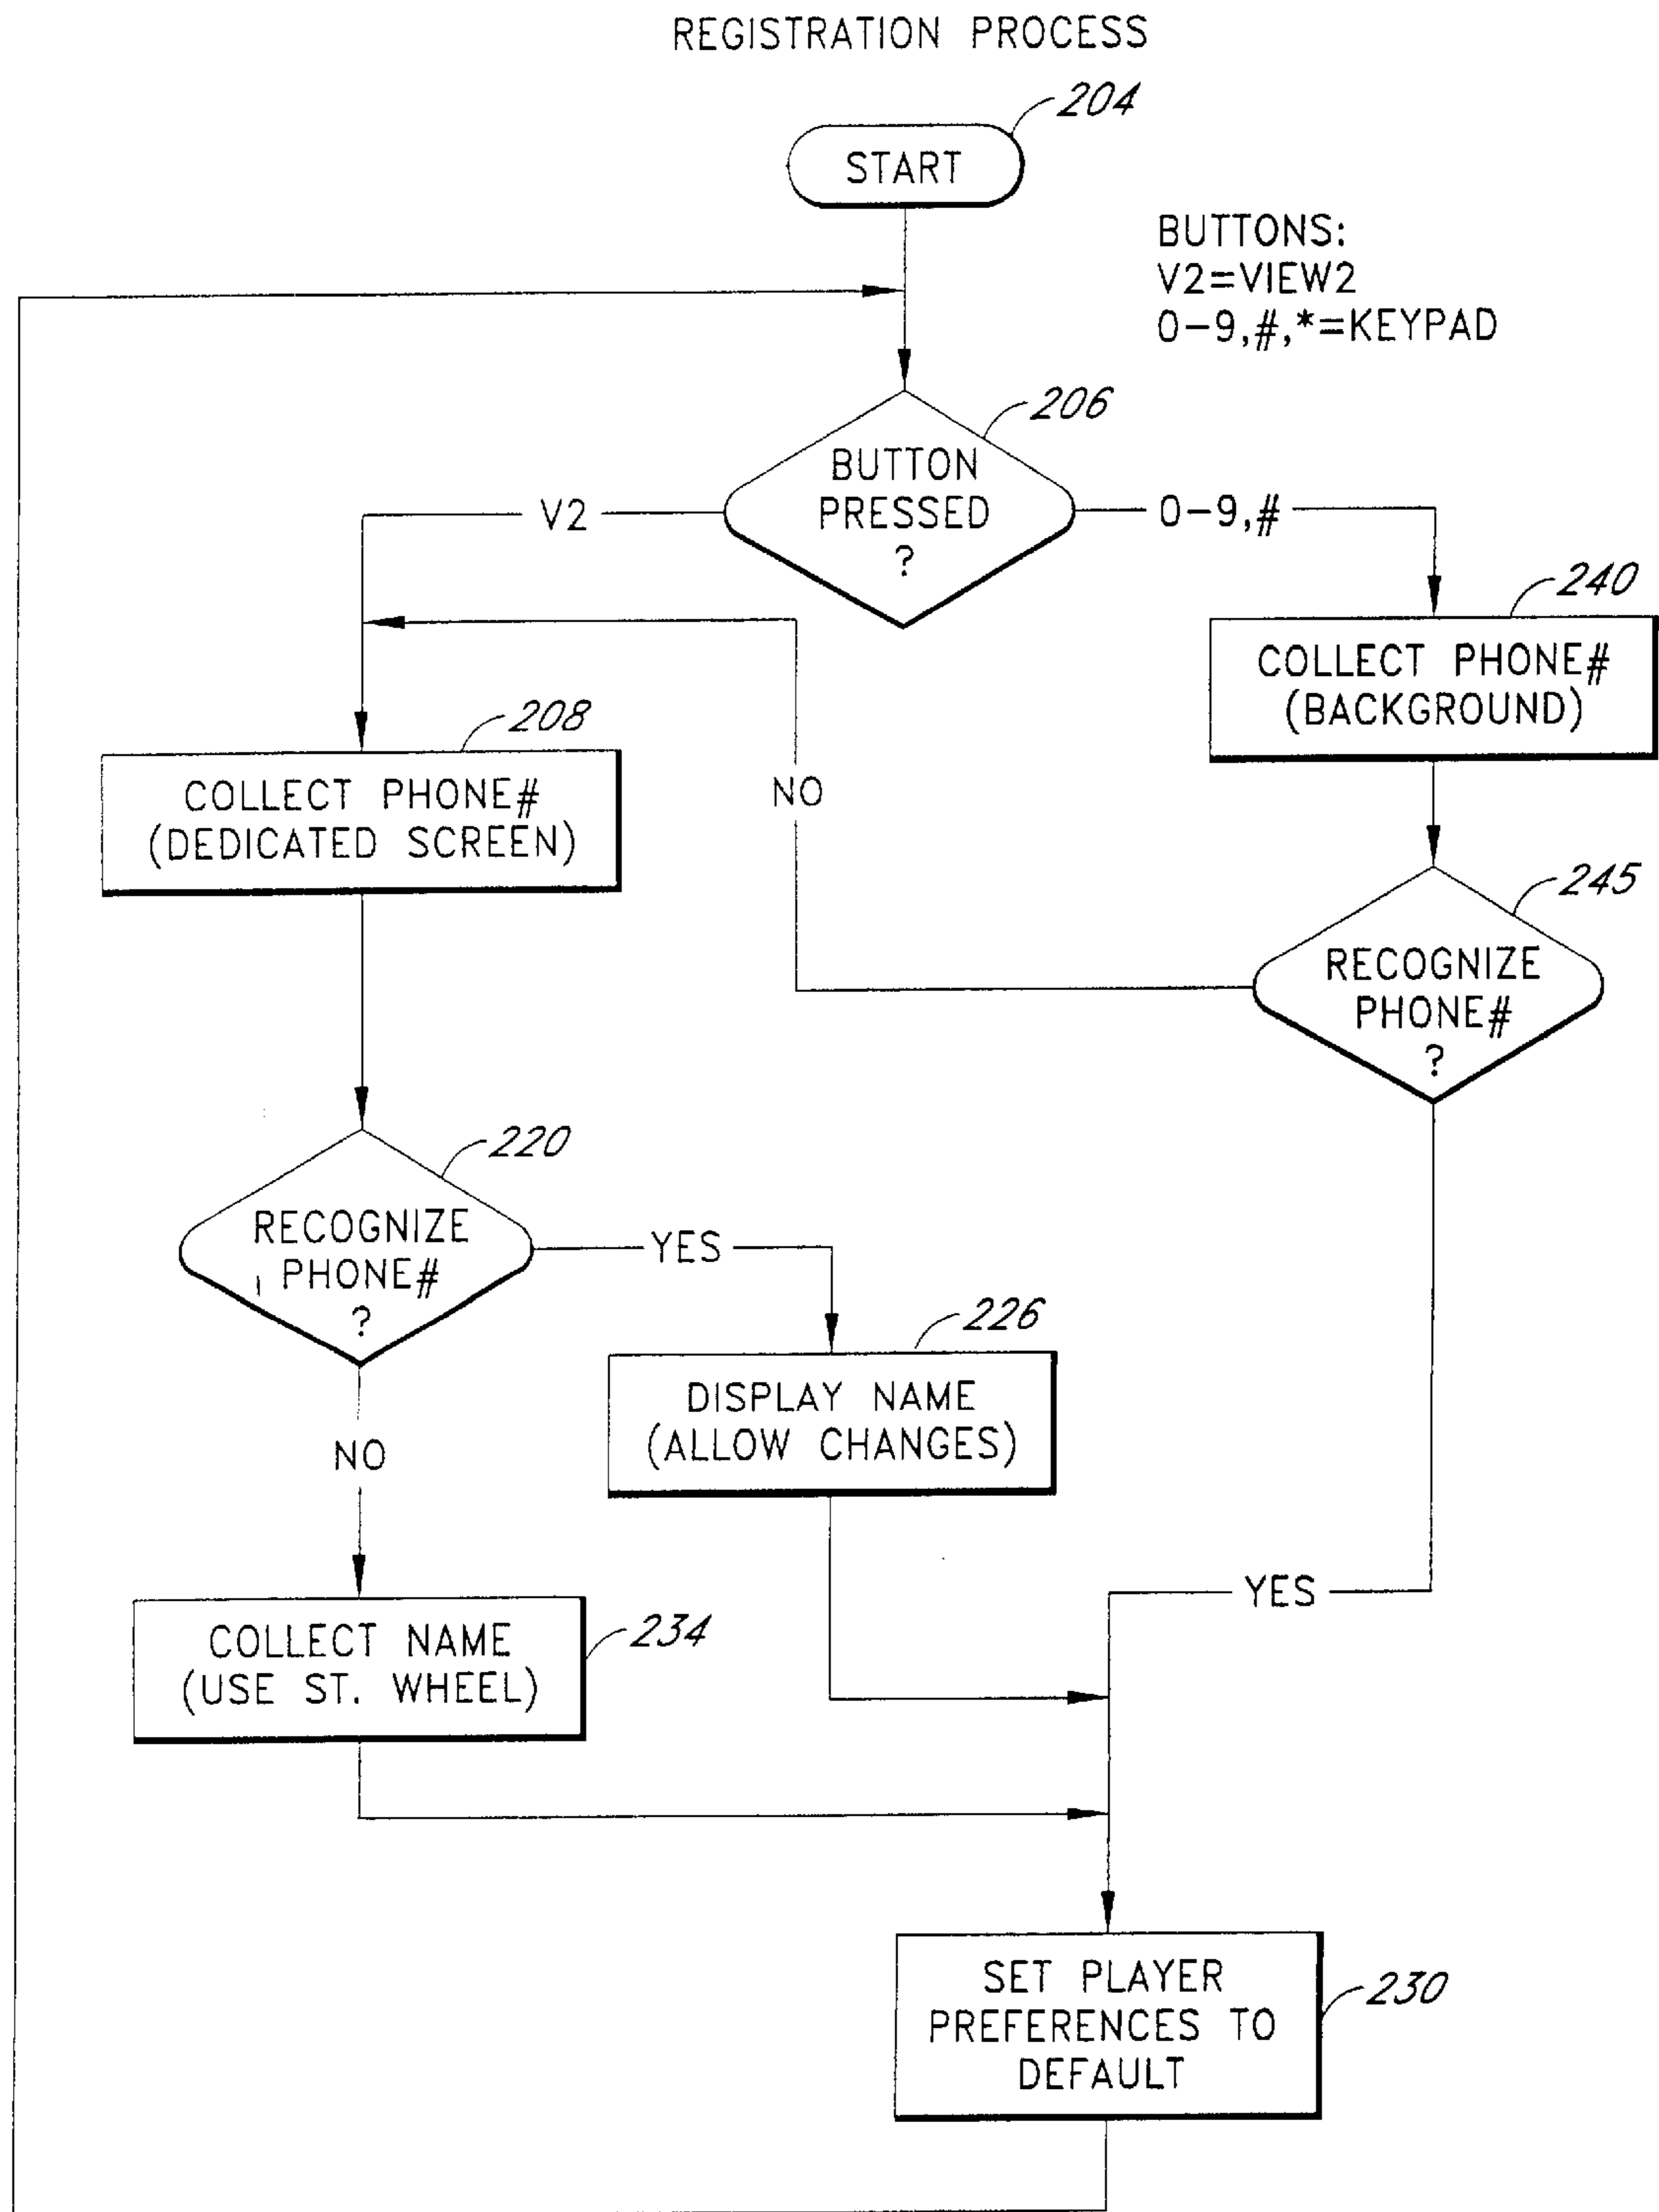 REGISTRATION PROCESS
204
START
BUTTONS:
V2=VIEW2
0-9,#,*=KEYPAD
206
BUTTON
PRESSED
?
V2
0-9,#
240
COLLECT PHONE#
(BACKGROUND)
208
COLLECT PHONE#
(DEDICATED SCREEN)
NO
245
RECOGNIZE
PHONE#
?
220
RECOGNIZE
PHONE#
?
YES
226
DISPLAY NAME
(ALLOW CHANGES)
NO
YES
234
COLLECT NAME
(USE ST. WHEEL)
230
SET PLAYER
PREFERENCES TO
DEFAULT